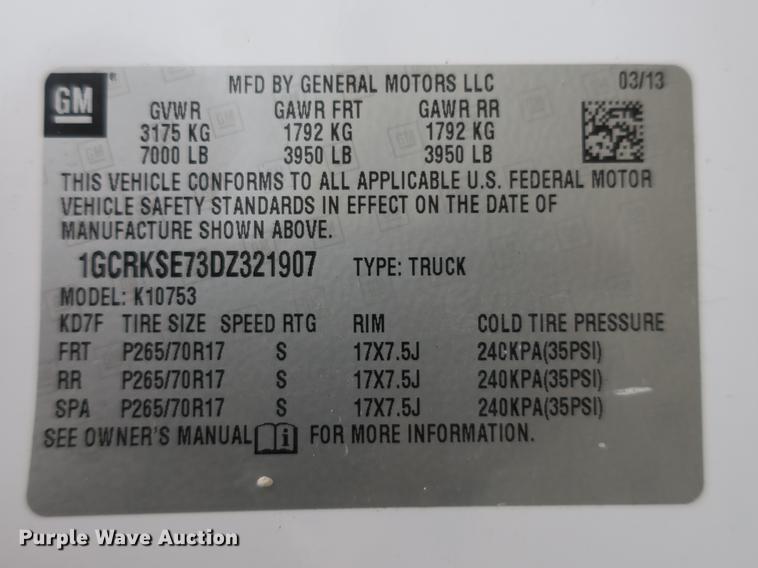 GM
MFD BY GENERAL MOTORS LLC 03/13
GVWR GAWR FRT GAWR RR
3175 KG 1792 KG 1792 KG
7000 LB 3950 LB 3950 LB
THIS VEHICLE CONFORMS TO ALL APPLICABLE U.S. FEDERAL MOTOR
VEHICLE SAFETY STANDARDS IN EFFECT ON THE DATE OF
MANUFACTURE SHOWN ABOVE.
1GCRKSE73DZ321907 TYPE: TRUCK
MODEL: K10753
KD7F TIRE SIZE SPEED RTG RIM COLD TIRE PRESSURE
FRT P265/70R17 S 17X7.5J 240KPA(35PSI)
RR P265/70R17 S 17X7.5J 240KPA(35PSI)
SPA P265/70R17 S 17X7.5J 240KPA(35PSI)
SEE OWNER'S MANUAL i FOR MORE INFORMATION.
Purple Wave Auction